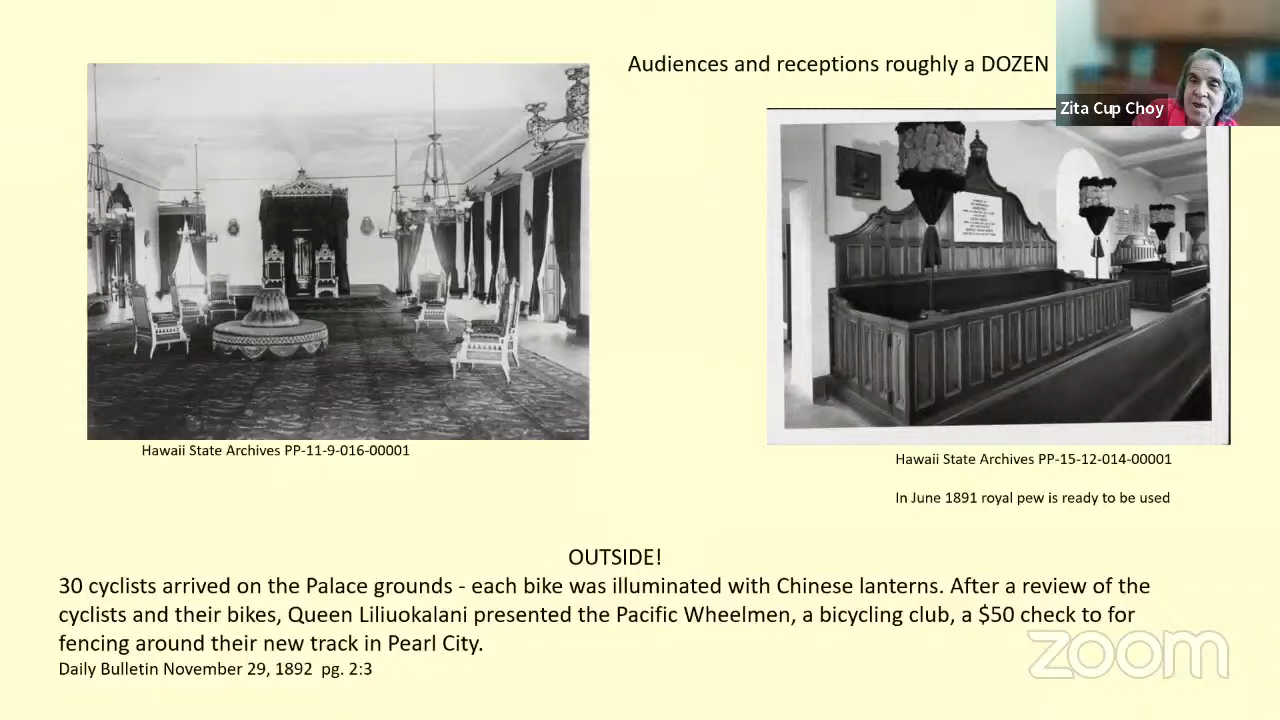 Audiences and receptions roughly a DOZEN
Zita Cup Choy
Hawaii State Archives PP-11-9-016-00001
Hawaii State Archives PP-15-12-014-00001
In June 1891 royal pew is ready to be used
OUTSIDE!
30 cyclists arrived on the Palace grounds - each bike was illuminated with Chinese lanterns. After a review of the
cyclists and their bikes, Queen Liliuokalani presented the Pacific Wheelmen, a bicycling club, a $50 check to for
fencing around their new track in Pearl City.
Daily Bulletin November 29, 1892 pg. 2:3
zoom